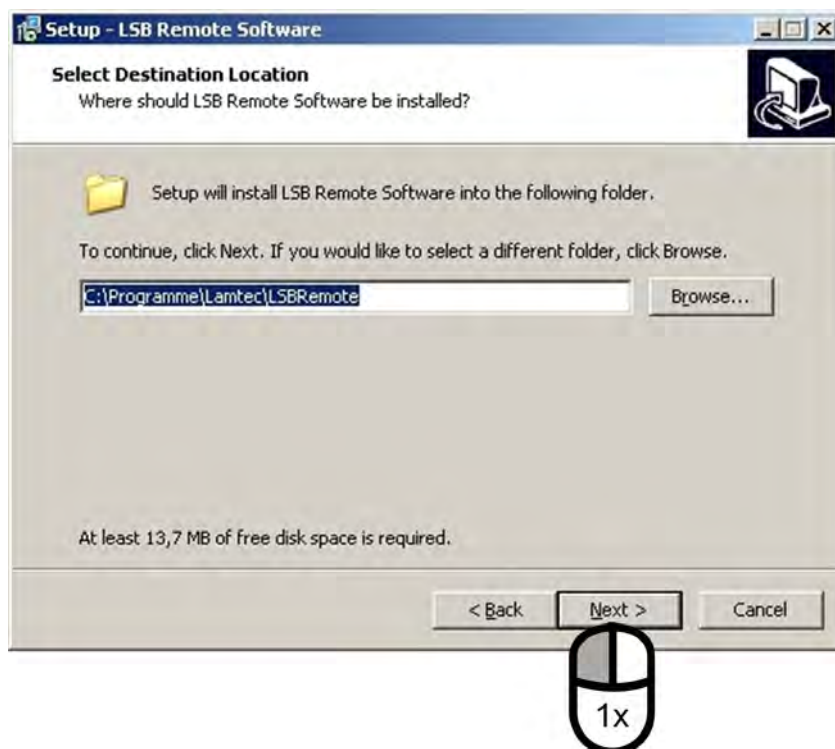 Setup - LSB Remote Software
Select Destination Location
Where should LSB Remote Software be installed?
Setup will install LSB Remote Software into the following folder.
To continue, click Next. If you would like to select a different folder, click Browse.
C:\Programme\Lamtec\LSBRemote
Browse...
At least 13,7 MB of free disk space is required.
< Back Next > Cancel
1x